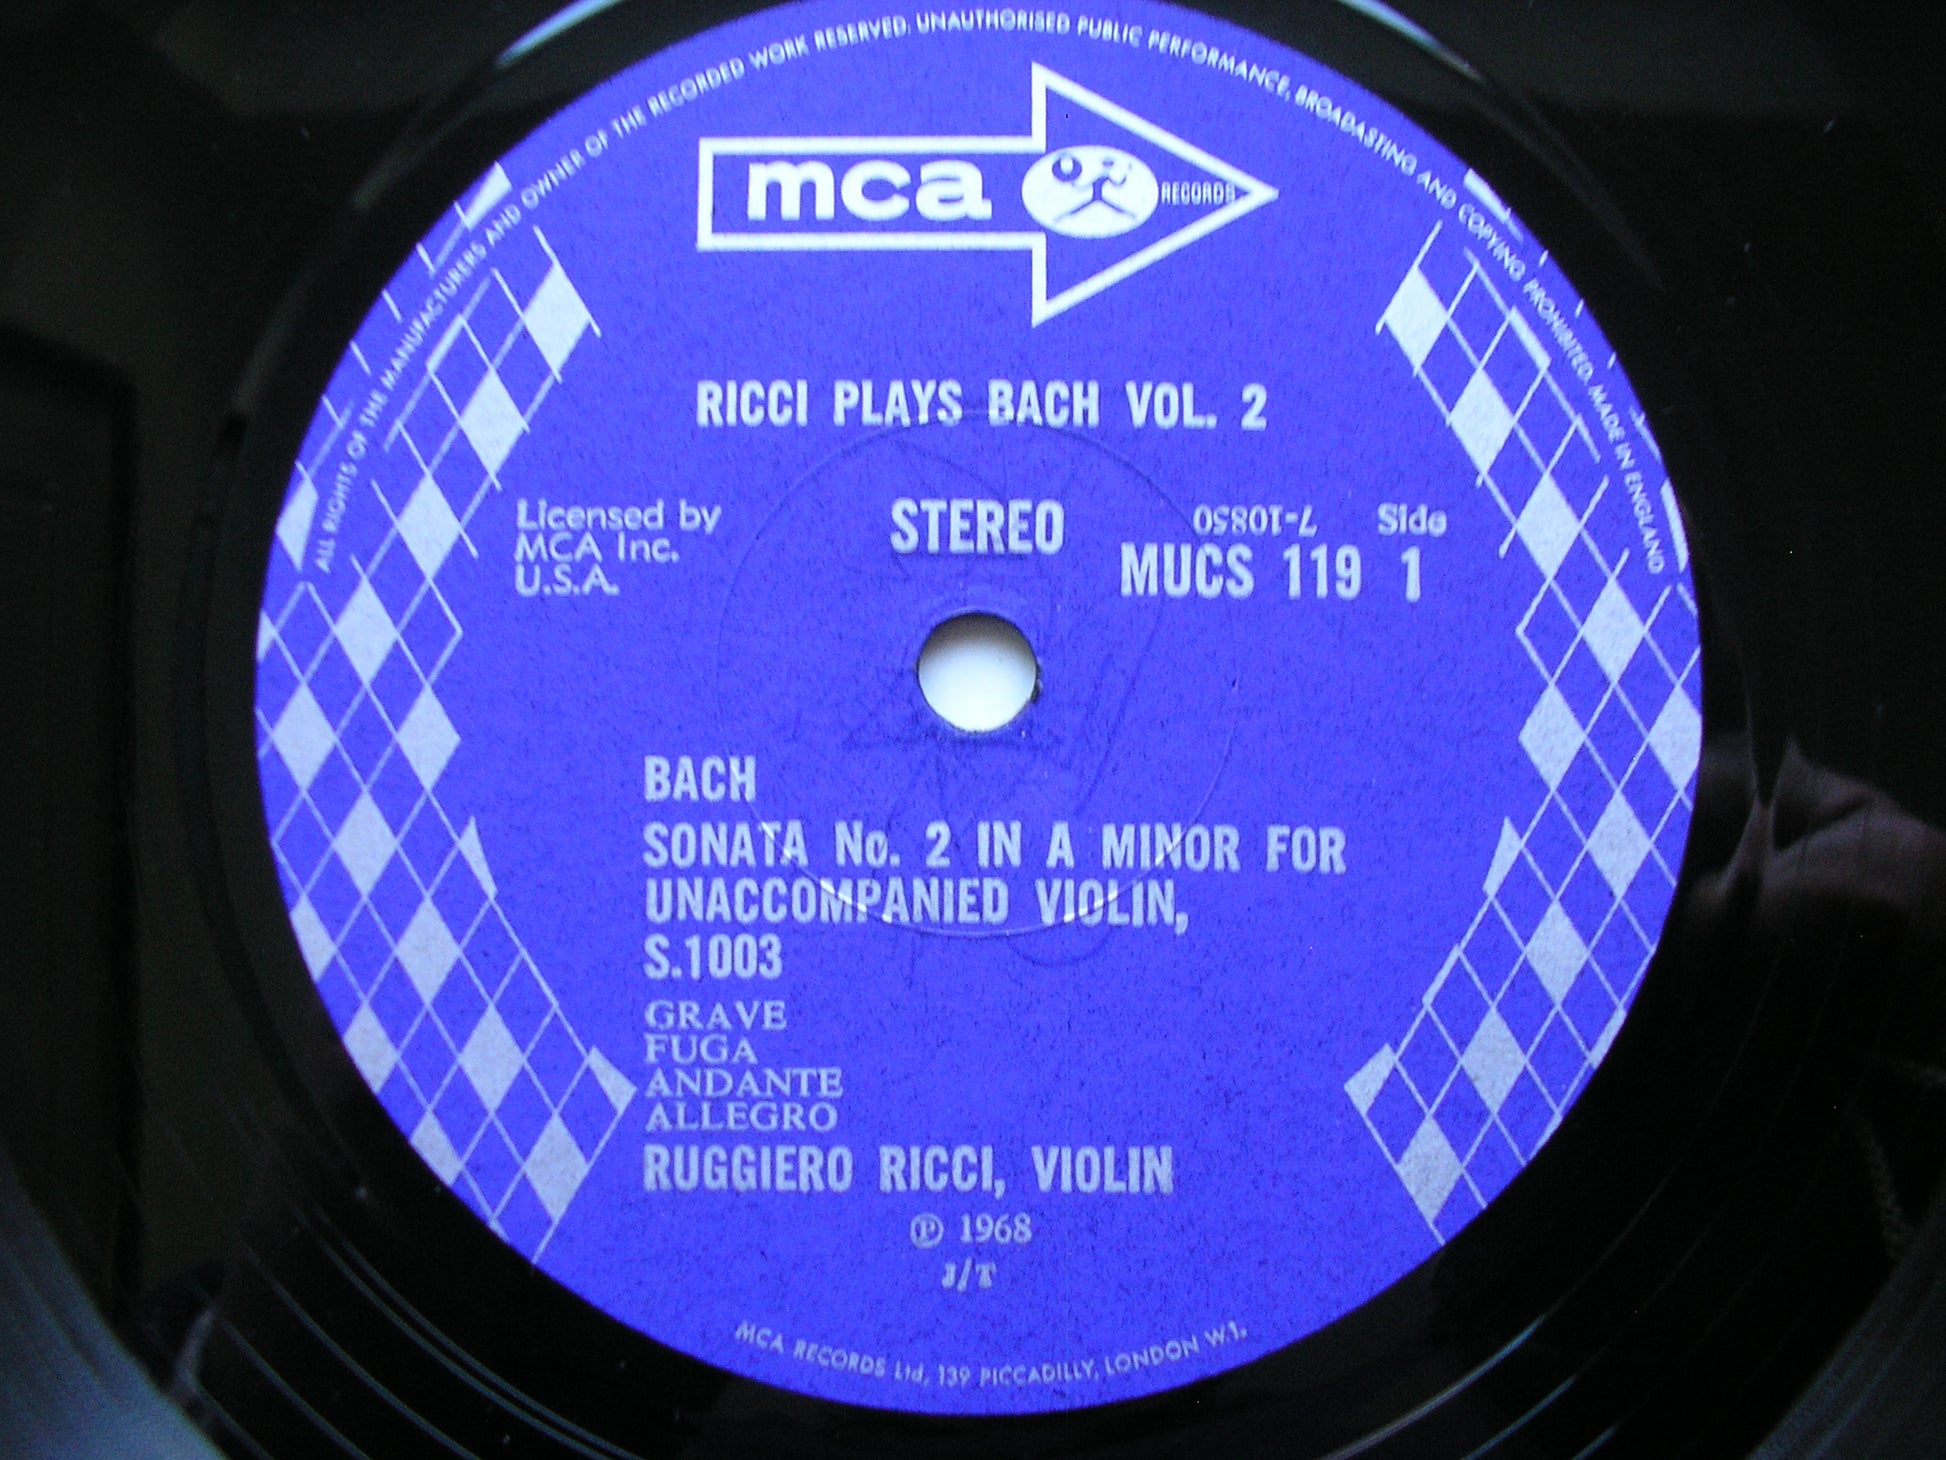 ALL RIGHTS OF THE MANUFACTURERS AND OWNER OF THE RECORDED WORK RESERVED. UNAUTHORISED PUBLIC PERFORMANCE, BROADASTING AND COPYING PROHIBITED. MADE IN ENGLAND
mca RECORDS
RICCI PLAYS BACH VOL. 2
Licensed by
MCA Inc.
U.S.A.
STEREO
7-10850 Side
MUCS 119 1
BACH
SONATA No. 2 IN A MINOR FOR
UNACCOMPANIED VIOLIN,
S.1003
GRAVE
FUGA
ANDANTE
ALLEGRO
RUGGIERO RICCI, VIOLIN
℗ 1968
J/T
MCA RECORDS Ltd, 139 PICCADILLY, LONDON W.1.